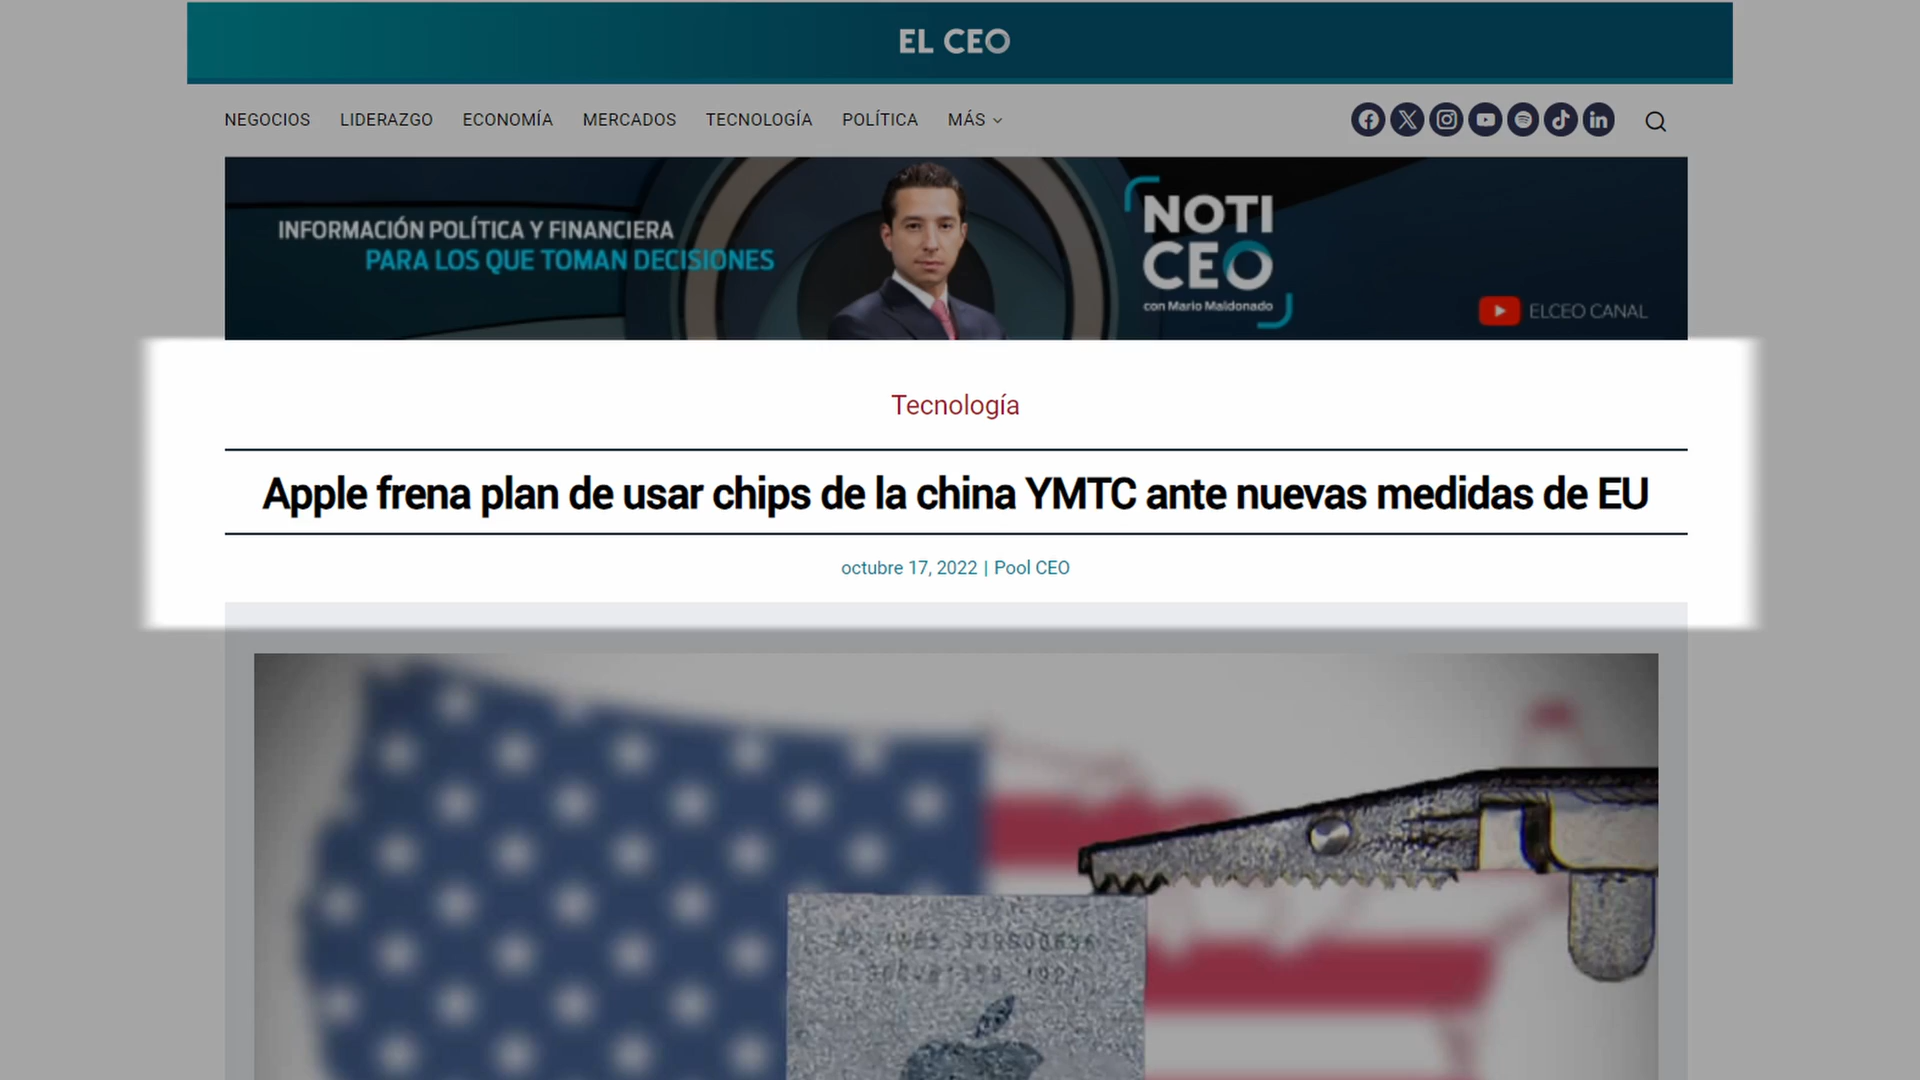 EL CEO
NEGOCIOS LIDERAZGO ECONOMÍA MERCADOS TECNOLOGÍA POLÍTICA MÁS
INFORMACIÓN POLÍTICA Y FINANCIERA
PARA LOS QUE TOMAN DECISIONES
NOTI
CEO
con Mario Maldonado
ELCEO CANAL
Tecnología
Apple frena plan de usar chips de la china YMTC ante nuevas medidas de EU
octubre 17, 2022 | Pool CEO